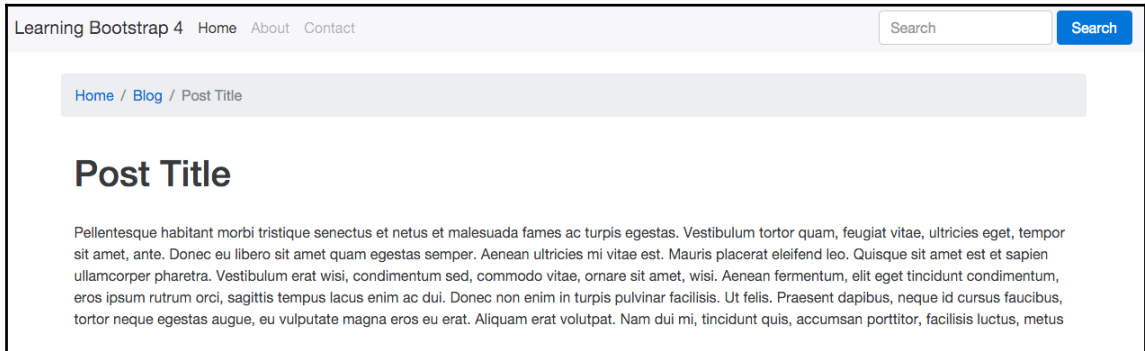 Learning Bootstrap 4 Home About Contact Search Search
Home / Blog / Post Title
Post Title
Pellentesque habitant morbi tristique senectus et netus et malesuada fames ac turpis egestas. Vestibulum tortor quam, feugiat vitae, ultricies eget, tempor
sit amet, ante. Donec eu libero sit amet quam egestas semper. Aenean ultricies mi vitae est. Mauris placerat eleifend leo. Quisque sit amet est et sapien
ullamcorper pharetra. Vestibulum erat wisi, condimentum sed, commodo vitae, ornare sit amet, wisi. Aenean fermentum, elit eget tincidunt condimentum,
eros ipsum rutrum orci, sagittis tempus lacus enim ac dui. Donec non enim in turpis pulvinar facilisis. Ut felis. Praesent dapibus, neque id cursus faucibus,
tortor neque egestas augue, eu vulputate magna eros eu erat. Aliquam erat volutpat. Nam dui mi, tincidunt quis, accumsan porttitor, facilisis luctus, metus